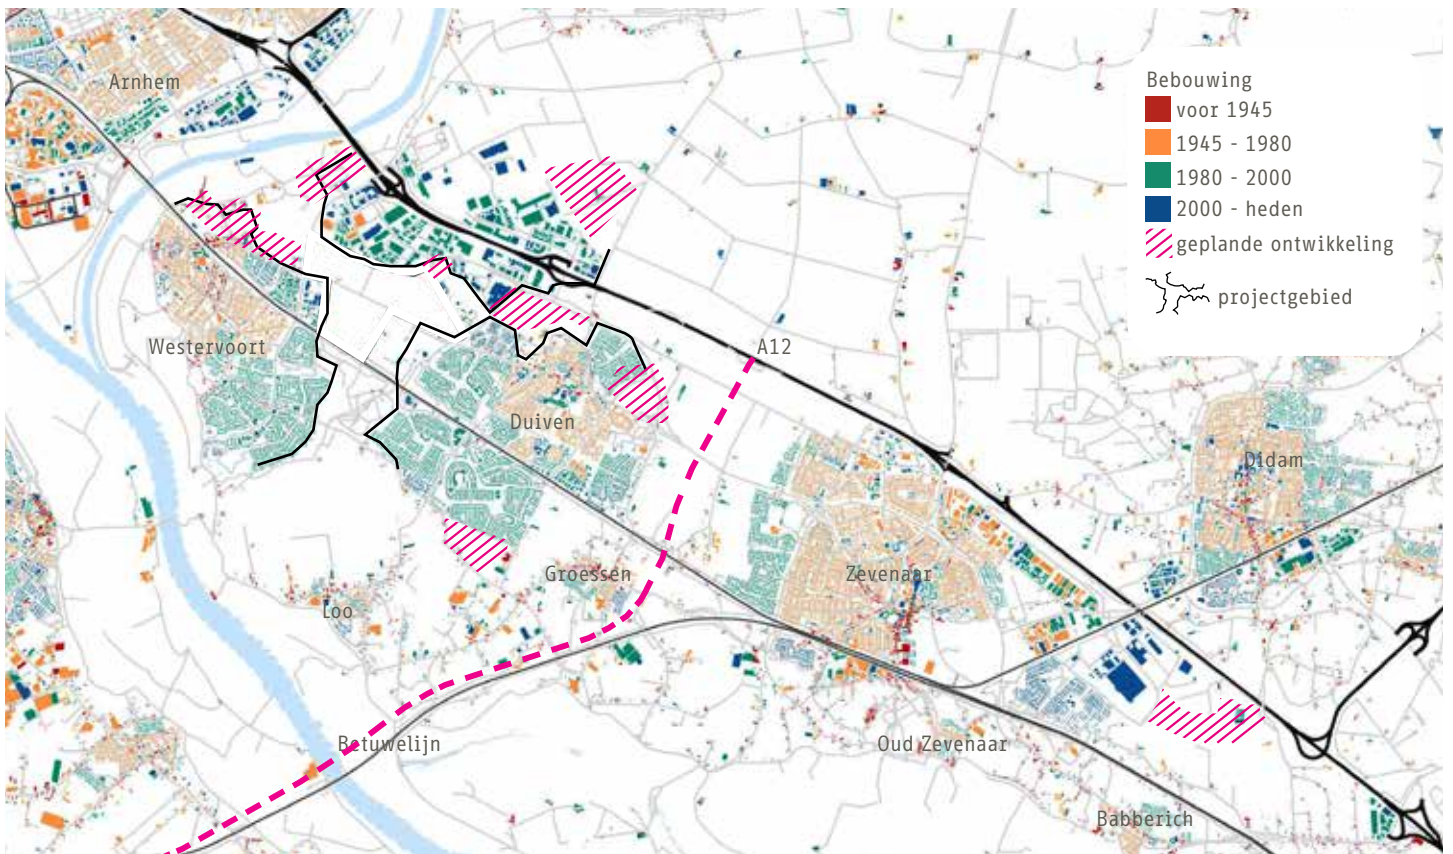 Arnhem
Bebouwing
voor 1945
1945 - 1980
1980 - 2000
2000 - heden
geplande ontwikkeling
projectgebied
Westervoort
A12
Duiven
Didam
Groessen
Zevenaar
Loo
Betuwelijn
Oud Zevenaar
Babberich